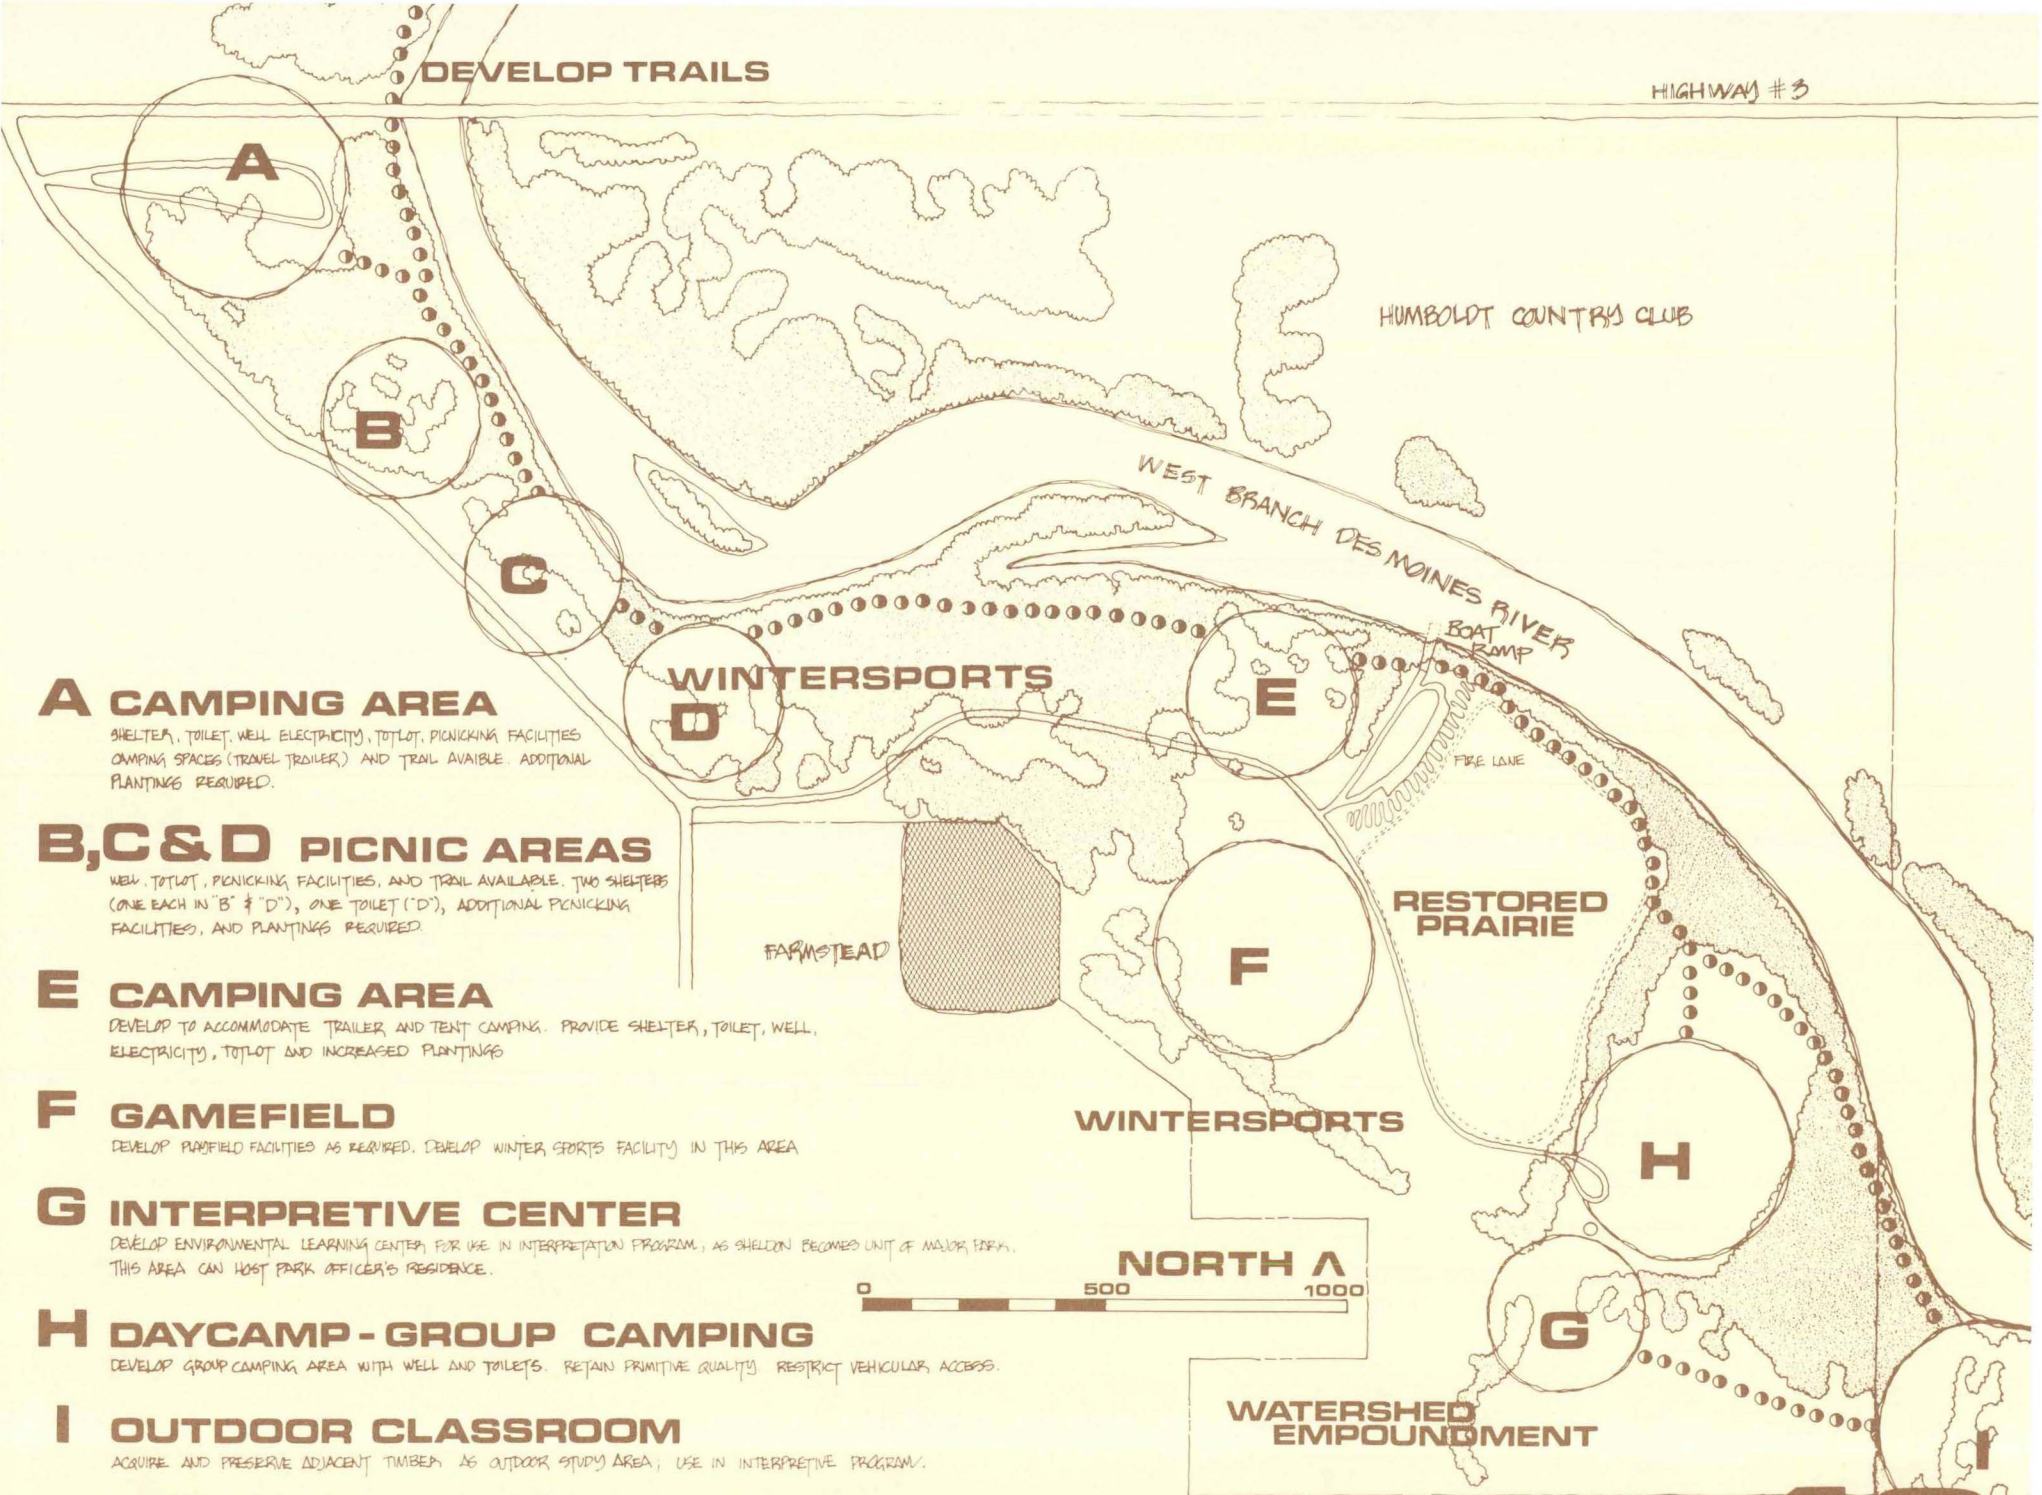 DEVELOP TRAILS
HIGHWAY #3
A
HUMBOLDT COUNTRY CLUB
B
WEST BRANCH DES MOINES RIVER
C
BOAT
RAMP
WINTERSPORTS
D
E
FIRE LANE
A CAMPING AREA
SHELTER, TOILET, WELL ELECTRICITY, TOTLOT, PICNICKING FACILITIES
CAMPING SPACES (TRAVEL TRAILER) AND TRAIL AVAIBLE. ADDITIONAL
PLANTINGS REQUIRED.
B,C & D PICNIC AREAS
WELL, TOTLOT, PICNICKING FACILITIES, AND TRAIL AVAILABLE. TWO SHELTERS
(ONE EACH IN "B" & "D"), ONE TOILET ("D"), ADDITIONAL PICNICKING
FACILITIES, AND PLANTINGS REQUIRED.
RESTORED
PRAIRIE
FARMSTEAD
F
E CAMPING AREA
DEVELOP TO ACCOMMODATE TRAILER AND TENT CAMPING. PROVIDE SHELTER, TOILET, WELL,
ELECTRICITY, TOTLOT AND INCREASED PLANTINGS
F GAMEFIELD
DEVELOP PLAYFIELD FACILITIES AS REQUIRED. DEVELOP WINTER SPORTS FACILITY IN THIS AREA
WINTERSPORTS
H
G INTERPRETIVE CENTER
DEVELOP ENVIRONMENTAL LEARNING CENTER FOR USE IN INTERPRETATION PROGRAM, AS SHELDON BECOMES UNIT OF MAJOR PARK.
THIS AREA CAN HOST PARK OFFICER'S RESIDENCE.
NORTH Λ
0 500 1000
G
H DAYCAMP-GROUP CAMPING
DEVELOP GROUP CAMPING AREA WITH WELL AND TOILETS. RETAIN PRIMITIVE QUALITY. RESTRICT VEHICULAR ACCESS.
WATERSHED
EMPOUNDMENT
I OUTDOOR CLASSROOM
ACQUIRE AND PRESERVE ADJACENT TIMBER AS OUTDOOR STUDY AREA; USE IN INTERPRETIVE PROGRAM.
I